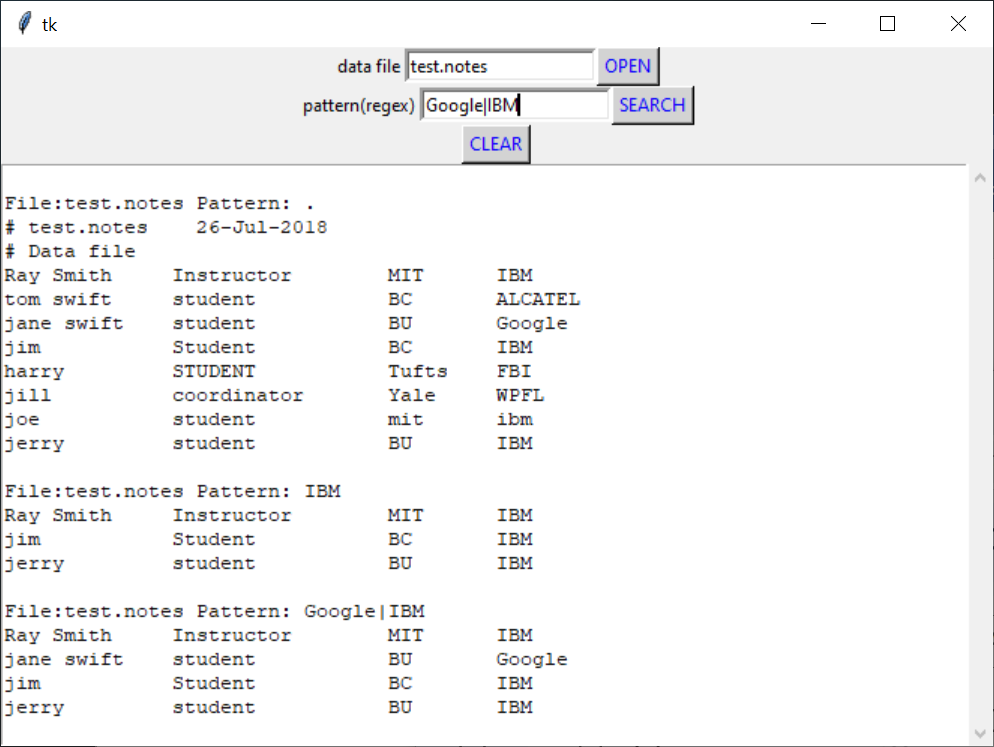 tk
data file test.notes OPEN
pattern(regex) Google|IBM SEARCH
CLEAR
File:test.notes Pattern: .
# test.notes    26-Jul-2018
# Data file
Ray Smith     Instructor        MIT      IBM
tom swift     student           BC       ALCATEL
jane swift    student           BU       Google
jim           Student           BC       IBM
harry         STUDENT           Tufts    FBI
jill          coordinator       Yale     WPFL
joe           student           mit      ibm
jerry         student           BU       IBM
File:test.notes Pattern: IBM
Ray Smith     Instructor        MIT      IBM
jim           Student           BC       IBM
jerry         student           BU       IBM
File:test.notes Pattern: Google|IBM
Ray Smith     Instructor        MIT      IBM
jane swift    student           BU       Google
jim           Student           BC       IBM
jerry         student           BU       IBM